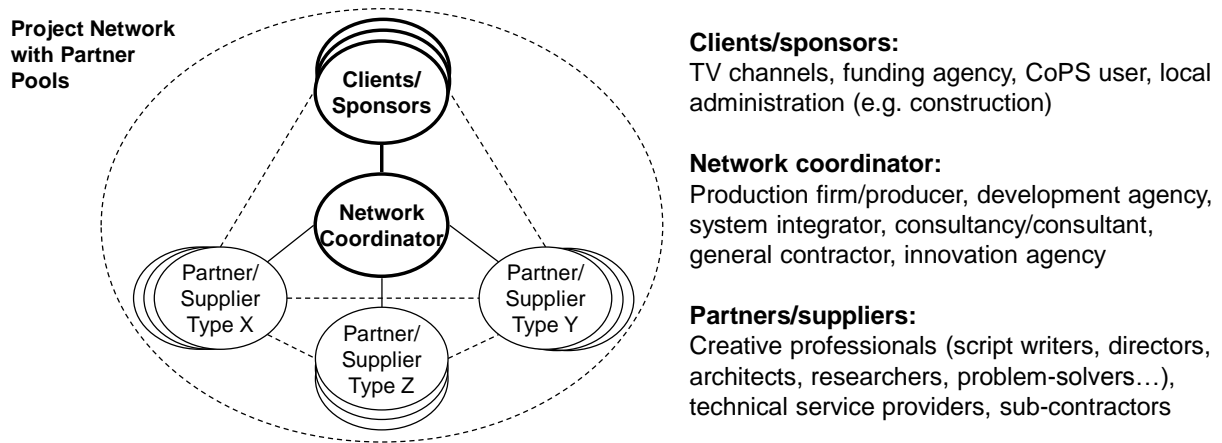 Project Network
with Partner
Pools
Clients/
Sponsors
Network
Coordinator
Partner/
Supplier
Type X
Partner/
Supplier
Type Z
Partner/
Supplier
Type Y
Clients/sponsors:
TV channels, funding agency, CoPS user, local
administration (e.g. construction)
Network coordinator:
Production firm/producer, development agency,
system integrator, consultancy/consultant,
general contractor, innovation agency
Partners/suppliers:
Creative professionals (script writers, directors,
architects, researchers, problem-solvers…),
technical service providers, sub-contractors